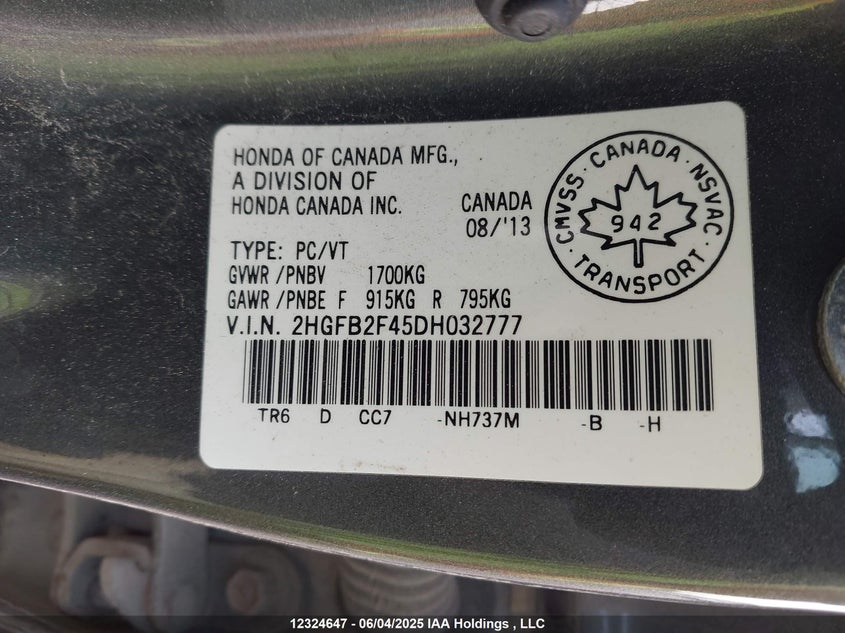 HONDA OF CANADA MFG.,
A DIVISION OF
HONDA CANADA INC.
CANADA
08/'13
CMVSS · CANADA · NSVAC
942
TRANSPORT
TYPE: PC/VT
GVWR /PNBV 1700KG
GAWR /PNBE F 915KG R 795KG
V.I.N. 2HGFB2F45DH032777
TR6 D CC7 -NH737M -B -H
12324647 - 06/04/2025 IAA Holdings , LLC